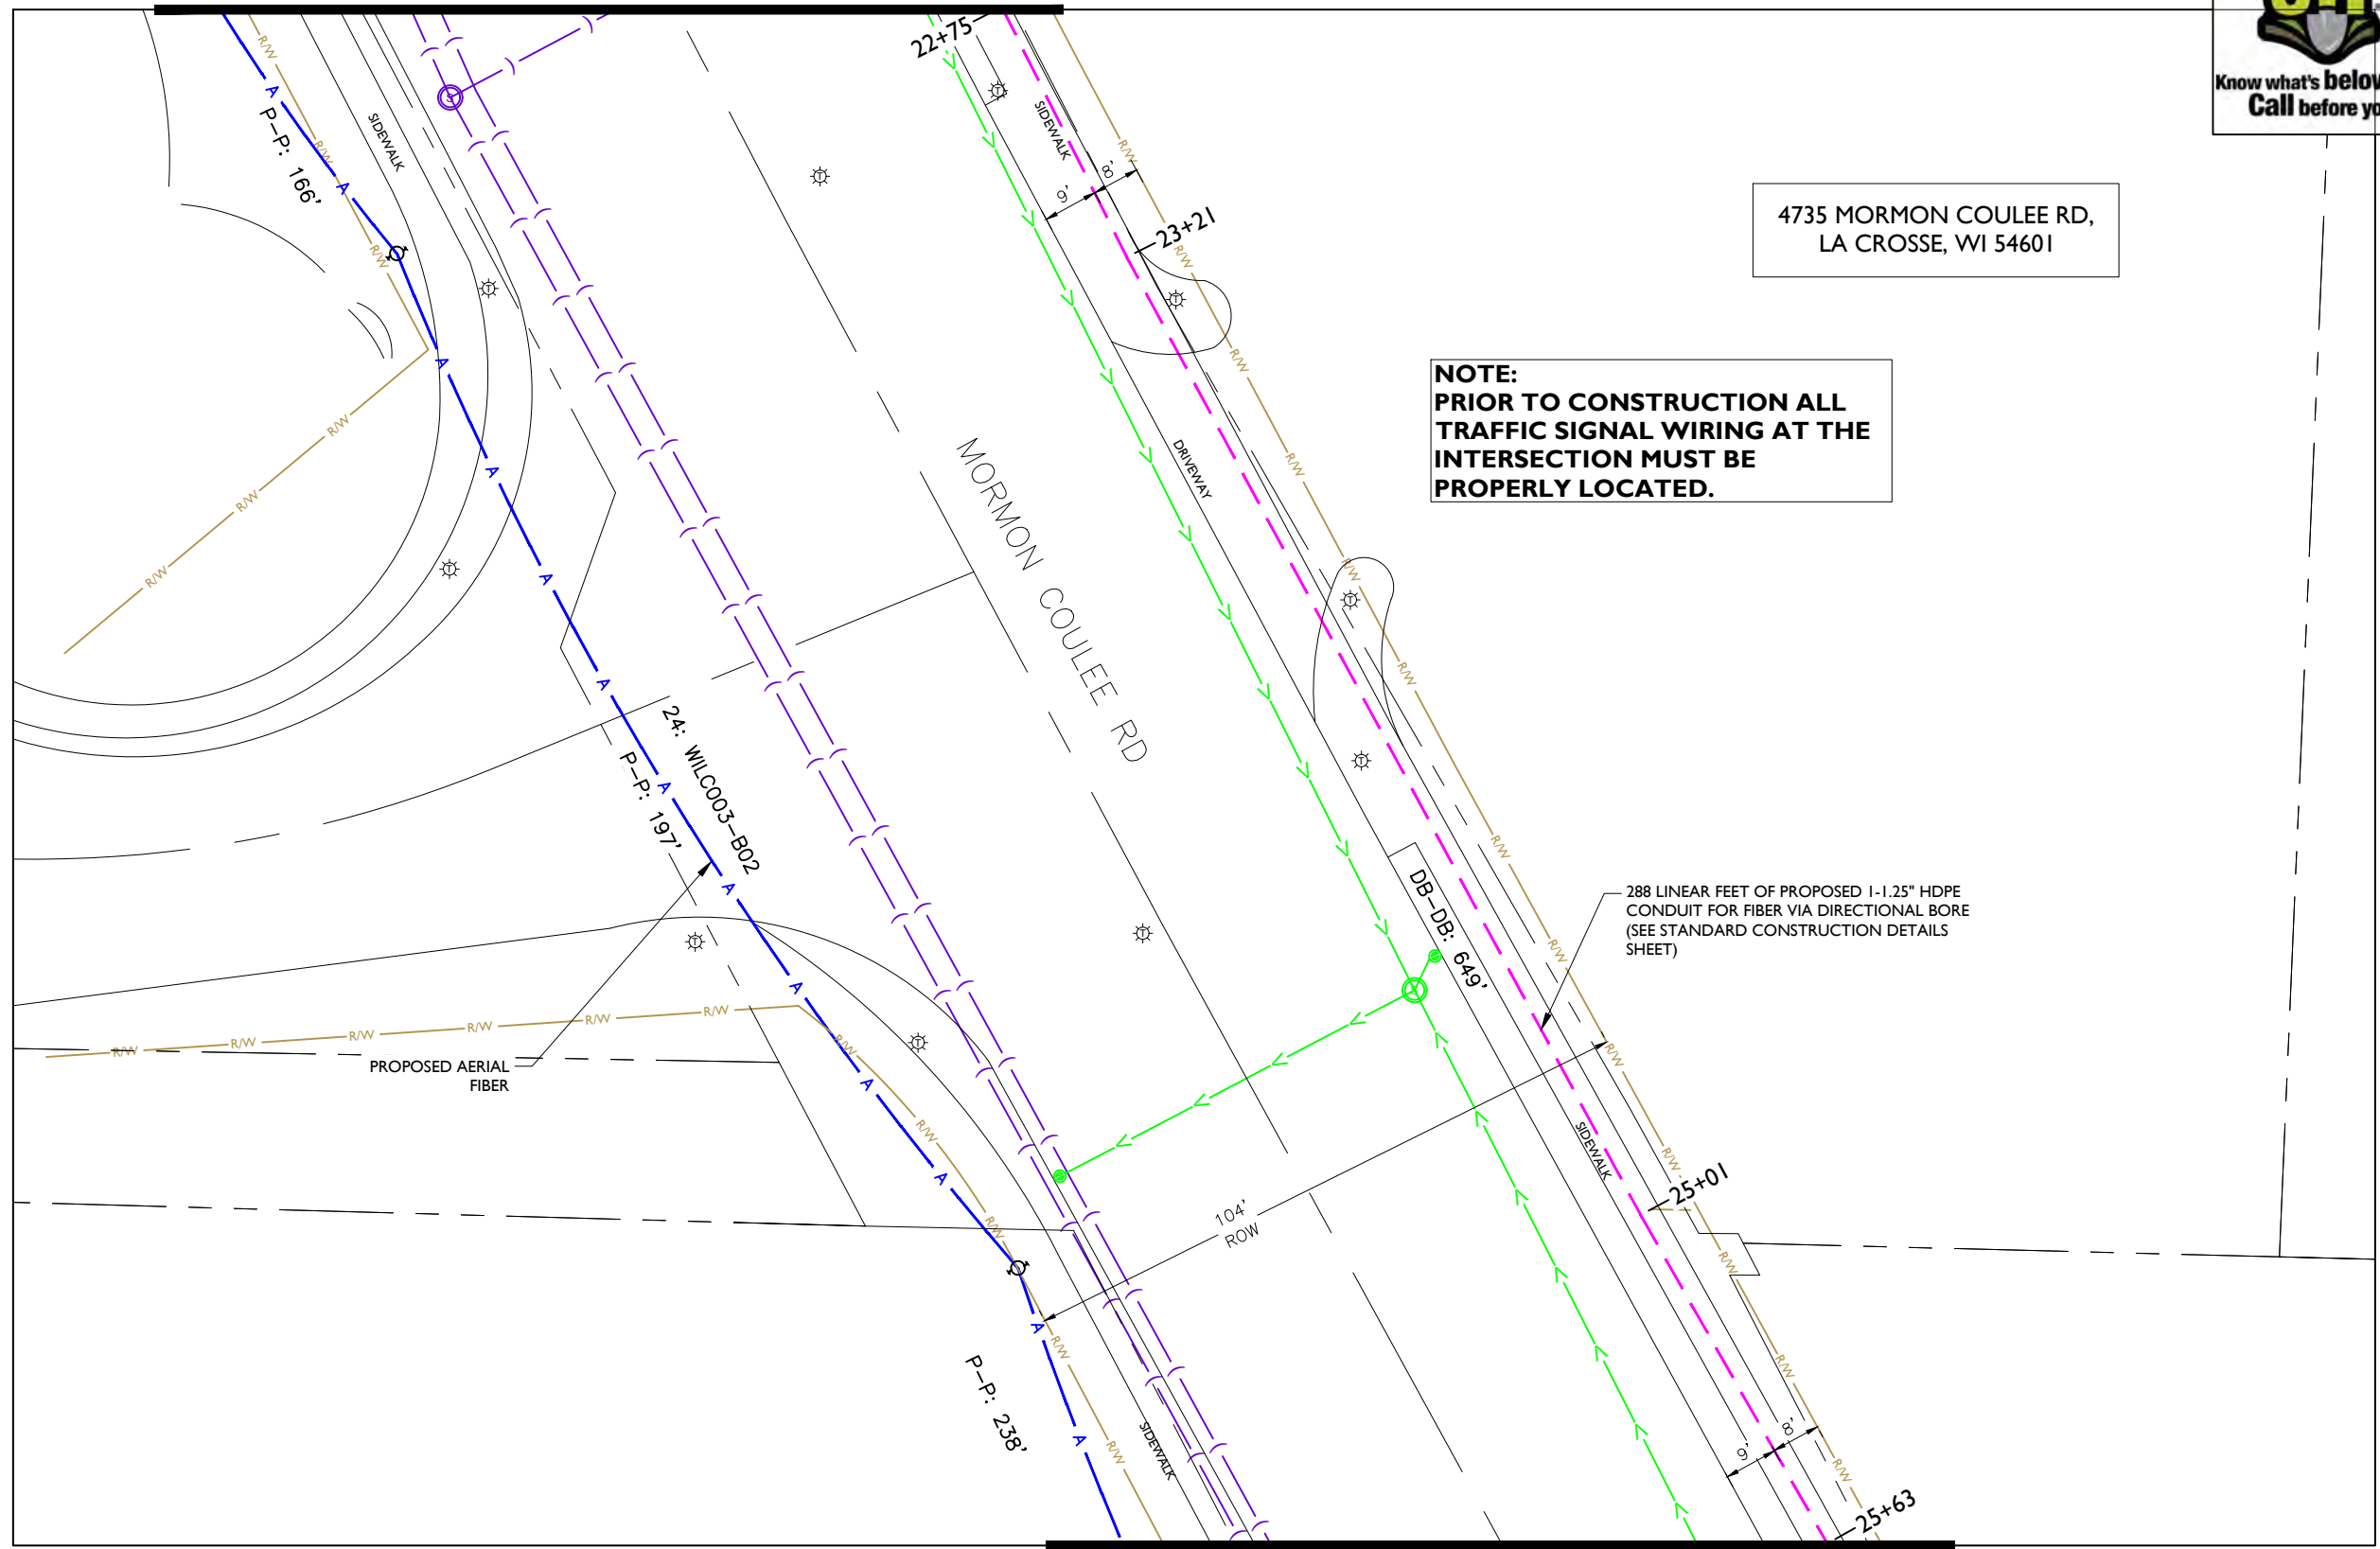 22+75
Know what's below
Call before yo
R/W
R/W
R/W
SIDEWALK
P-P: 166'
A
A
S
SIDEWALK
R/W
9'
8'
23+21
R/W
4735 MORMON COULEE RD,
LA CROSSE, WI 54601
NOTE:
PRIOR TO CONSTRUCTION ALL
TRAFFIC SIGNAL WIRING AT THE
INTERSECTION MUST BE
PROPERLY LOCATED.
R/W
R/W
R/W
A
A
A
A
A
R/W
R/W
R/W
R/W
DRIVEWAY
MORMON COULEE RD
24: WILC003-B02
P-P: 197'
A
A
A
A
R/W
R/W
DB-DB: 649'
288 LINEAR FEET OF PROPOSED 1-1.25" HDPE
CONDUIT FOR FIBER VIA DIRECTIONAL BORE
(SEE STANDARD CONSTRUCTION DETAILS
SHEET)
R/W
R/W
R/W
R/W
R/W
R/W
R/W
R/W
R/W
PROPOSED AERIAL
FIBER
104'
ROW
SIDEWALK
R/W
R/W
25+01
R/W
A
A
P-P: 238'
R/W
R/W
SIDEWALK
R/W
9'
8'
R/W
25+63